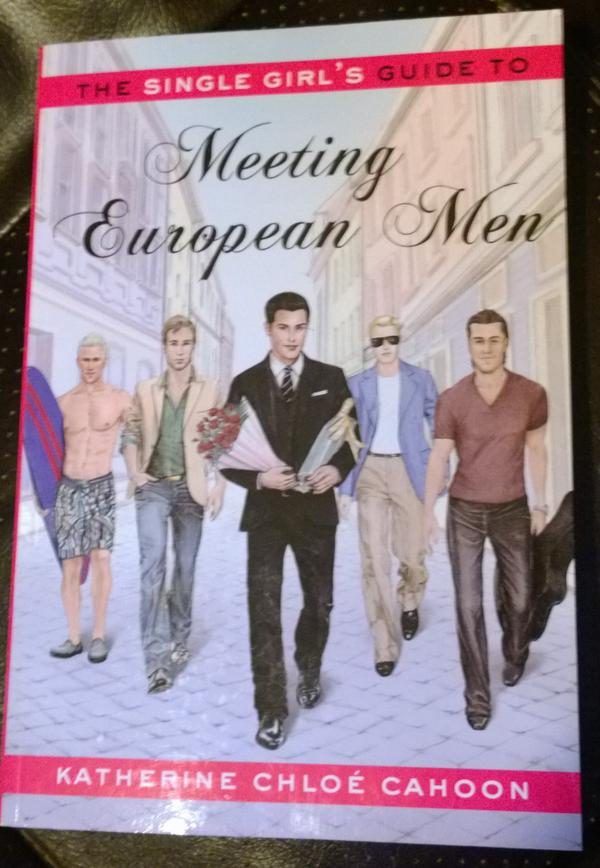 THE SINGLE GIRL'S GUIDE TO
Meeting
European Men
KATHERINE CHLOÉ CAHOON